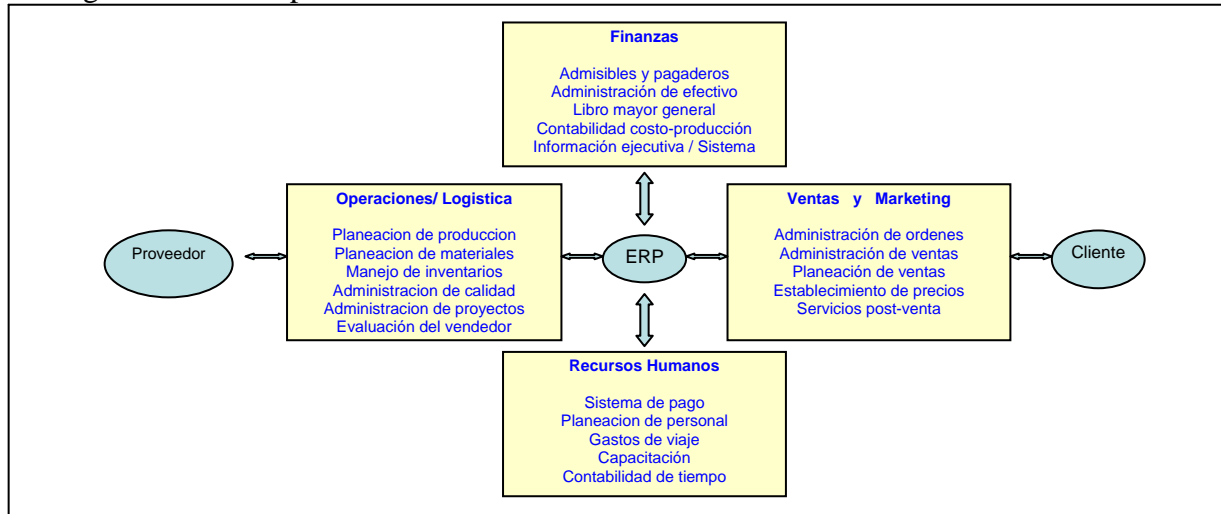 Finanzas
Admisibles y pagaderos
Administración de efectivo
Libro mayor general
Contabilidad costo-producción
Información ejecutiva / Sistema
Operaciones/ Logistica
Planeacion de produccion
Planeacion de materiales
Manejo de inventarios
Administracion de calidad
Administracion de proyectos
Evaluación del vendedor
Ventas y Marketing
Administración de ordenes
Administración de ventas
Planeación de ventas
Establecimiento de precios
Servicios post-venta
Proveedor
ERP
Cliente
Recursos Humanos
Sistema de pago
Planeacion de personal
Gastos de viaje
Capacitación
Contabilidad de tiempo